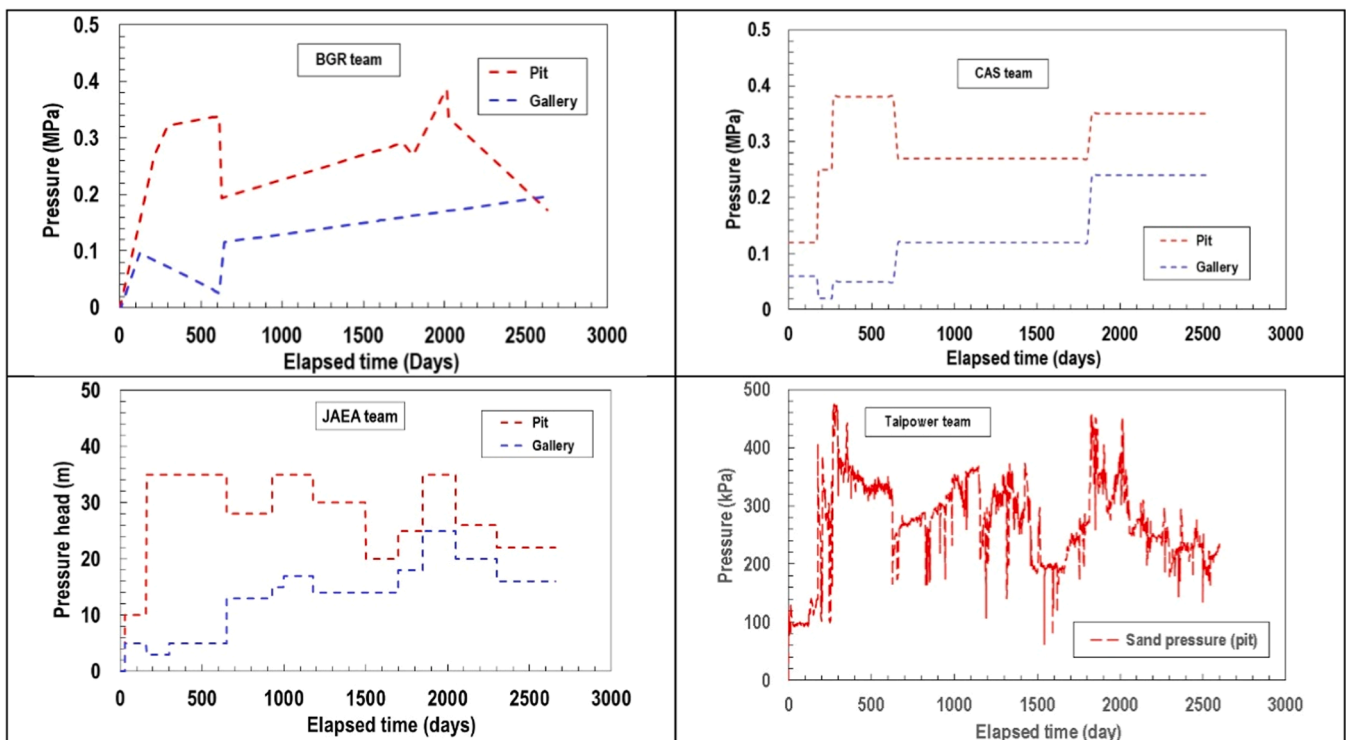 BGR team
Pit
Gallery
Pressure (MPa)
0.5
0.4
0.3
0.2
0.1
0
0 500 1000 1500 2000 2500 3000
Elapsed time (Days)
CAS team
Pit
Gallery
Pressure (MPa)
0.5
0.4
0.3
0.2
0.1
0
0 500 1000 1500 2000 2500 3000
Elapsed time (days)
JAEA team
Pit
Gallery
Pressure head (m)
50
40
30
20
10
0
0 500 1000 1500 2000 2500 3000
Elapsed time (days)
Taipower team
Sand pressure (pit)
Pressure (kPa)
500
400
300
200
100
0
0 500 1000 1500 2000 2500 3000
Elapsed time (day)